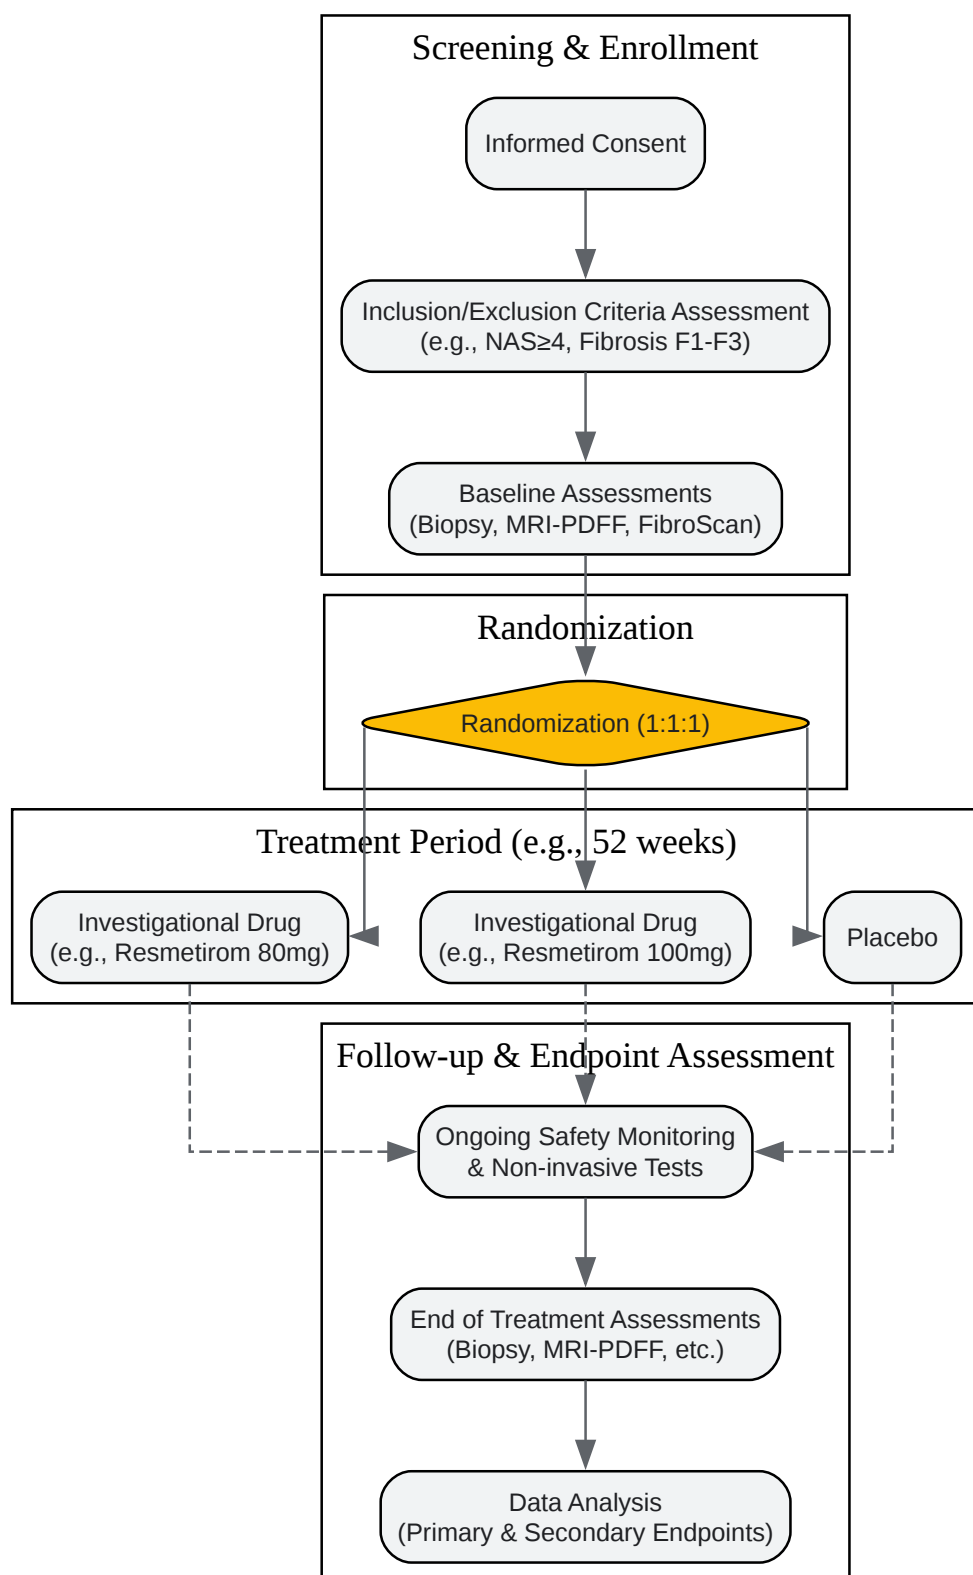 Screening & Enrollment
Informed Consent
Inclusion/Exclusion Criteria Assessment
(e.g., NAS≥4, Fibrosis F1-F3)
Baseline Assessments
(Biopsy, MRI-PDFF, FibroScan)
Randomization
Randomization (1:1:1)
Treatment Period (e.g., 52 weeks)
Investigational Drug
(e.g., Resmetirom 80mg)
Investigational Drug
(e.g., Resmetirom 100mg)
Placebo
Follow-up & Endpoint Assessment
Ongoing Safety Monitoring
& Non-invasive Tests
End of Treatment Assessments
(Biopsy, MRI-PDFF, etc.)
Data Analysis
(Primary & Secondary Endpoints)